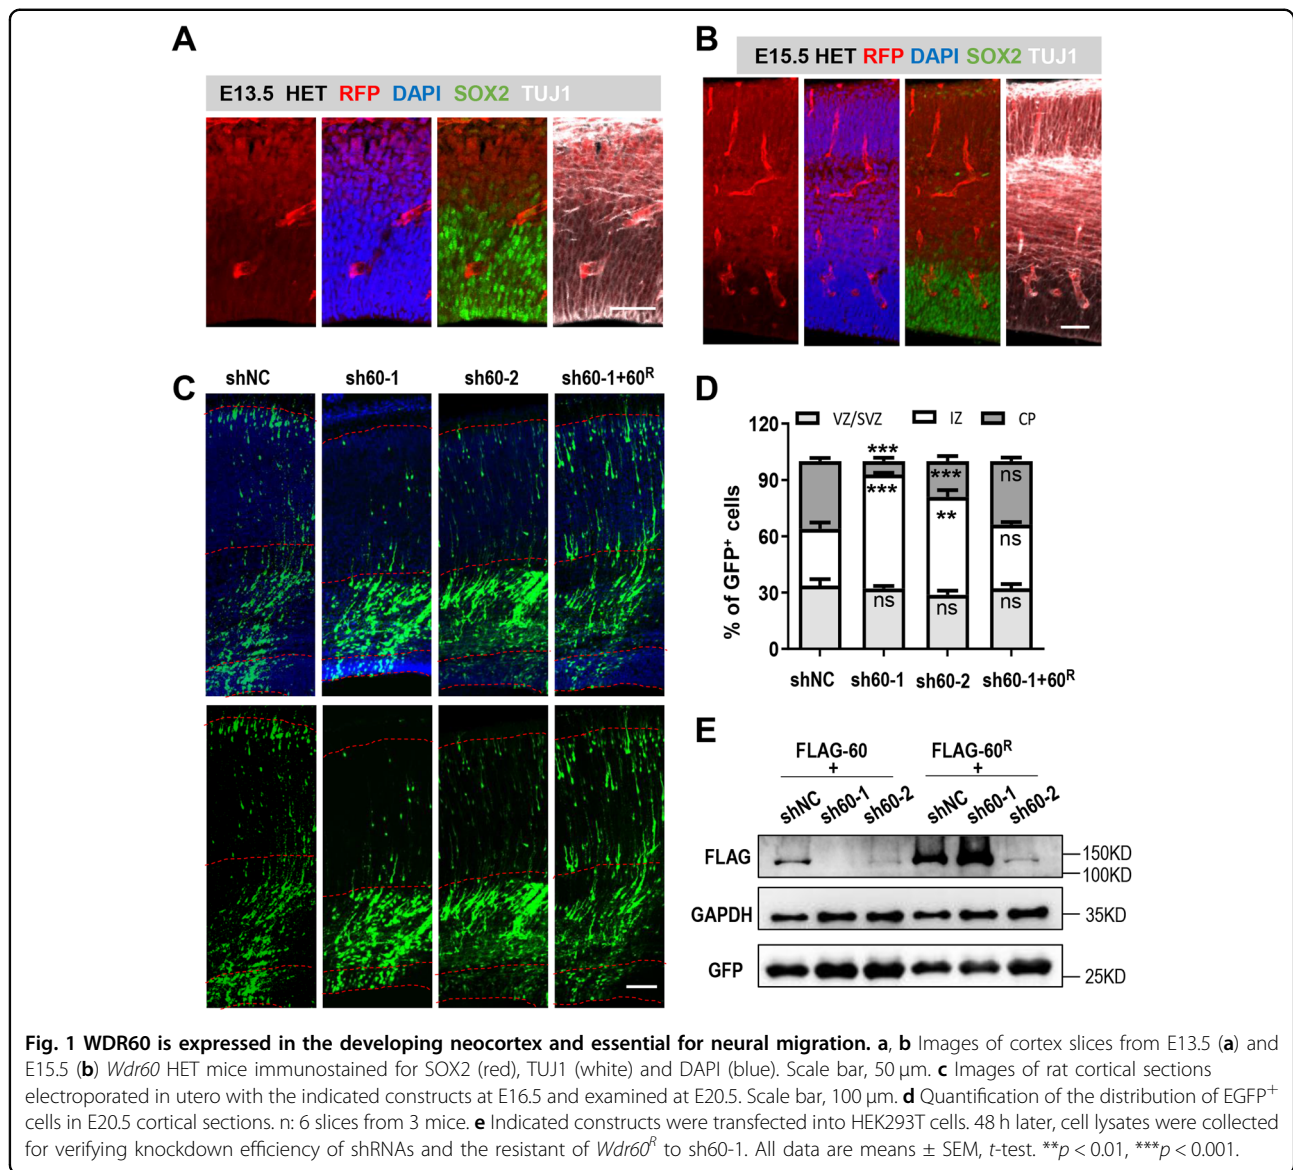 A
E13.5 HET RFP DAPI SOX2 TUJ1
B
E15.5 HET RFP DAPI SOX2 TUJ1
C
shNC sh60-1 sh60-2 sh60-1+60ᴿ
D
VZ/SVZ IZ CP
% of GFP⁺ cells
120
90
60
30
0
***
***
ns
***
**
ns
ns
ns
ns
shNC sh60-1 sh60-2 sh60-1+60ᴿ
E
FLAG-60 FLAG-60ᴿ
+ +
shNC sh60-1 sh60-2 shNC sh60-1 sh60-2
FLAG 150KD
100KD
GAPDH 35KD
GFP 25KD
Fig. 1 WDR60 is expressed in the developing neocortex and essential for neural migration. a, b Images of cortex slices from E13.5 (a) and
E15.5 (b) Wdr60 HET mice immunostained for SOX2 (red), TUJ1 (white) and DAPI (blue). Scale bar, 50 μm. c Images of rat cortical sections
electroporated in utero with the indicated constructs at E16.5 and examined at E20.5. Scale bar, 100 μm. d Quantification of the distribution of EGFP⁺
cells in E20.5 cortical sections. n: 6 slices from 3 mice. e Indicated constructs were transfected into HEK293T cells. 48 h later, cell lysates were collected
for verifying knockdown efficiency of shRNAs and the resistant of Wdr60ᴿ to sh60-1. All data are means ± SEM, t-test. **p < 0.01, ***p < 0.001.